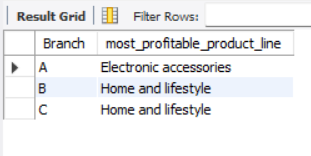 Result Grid Filter Rows:
Branch most_profitable_product_line
A Electronic accessories
B Home and lifestyle
C Home and lifestyle